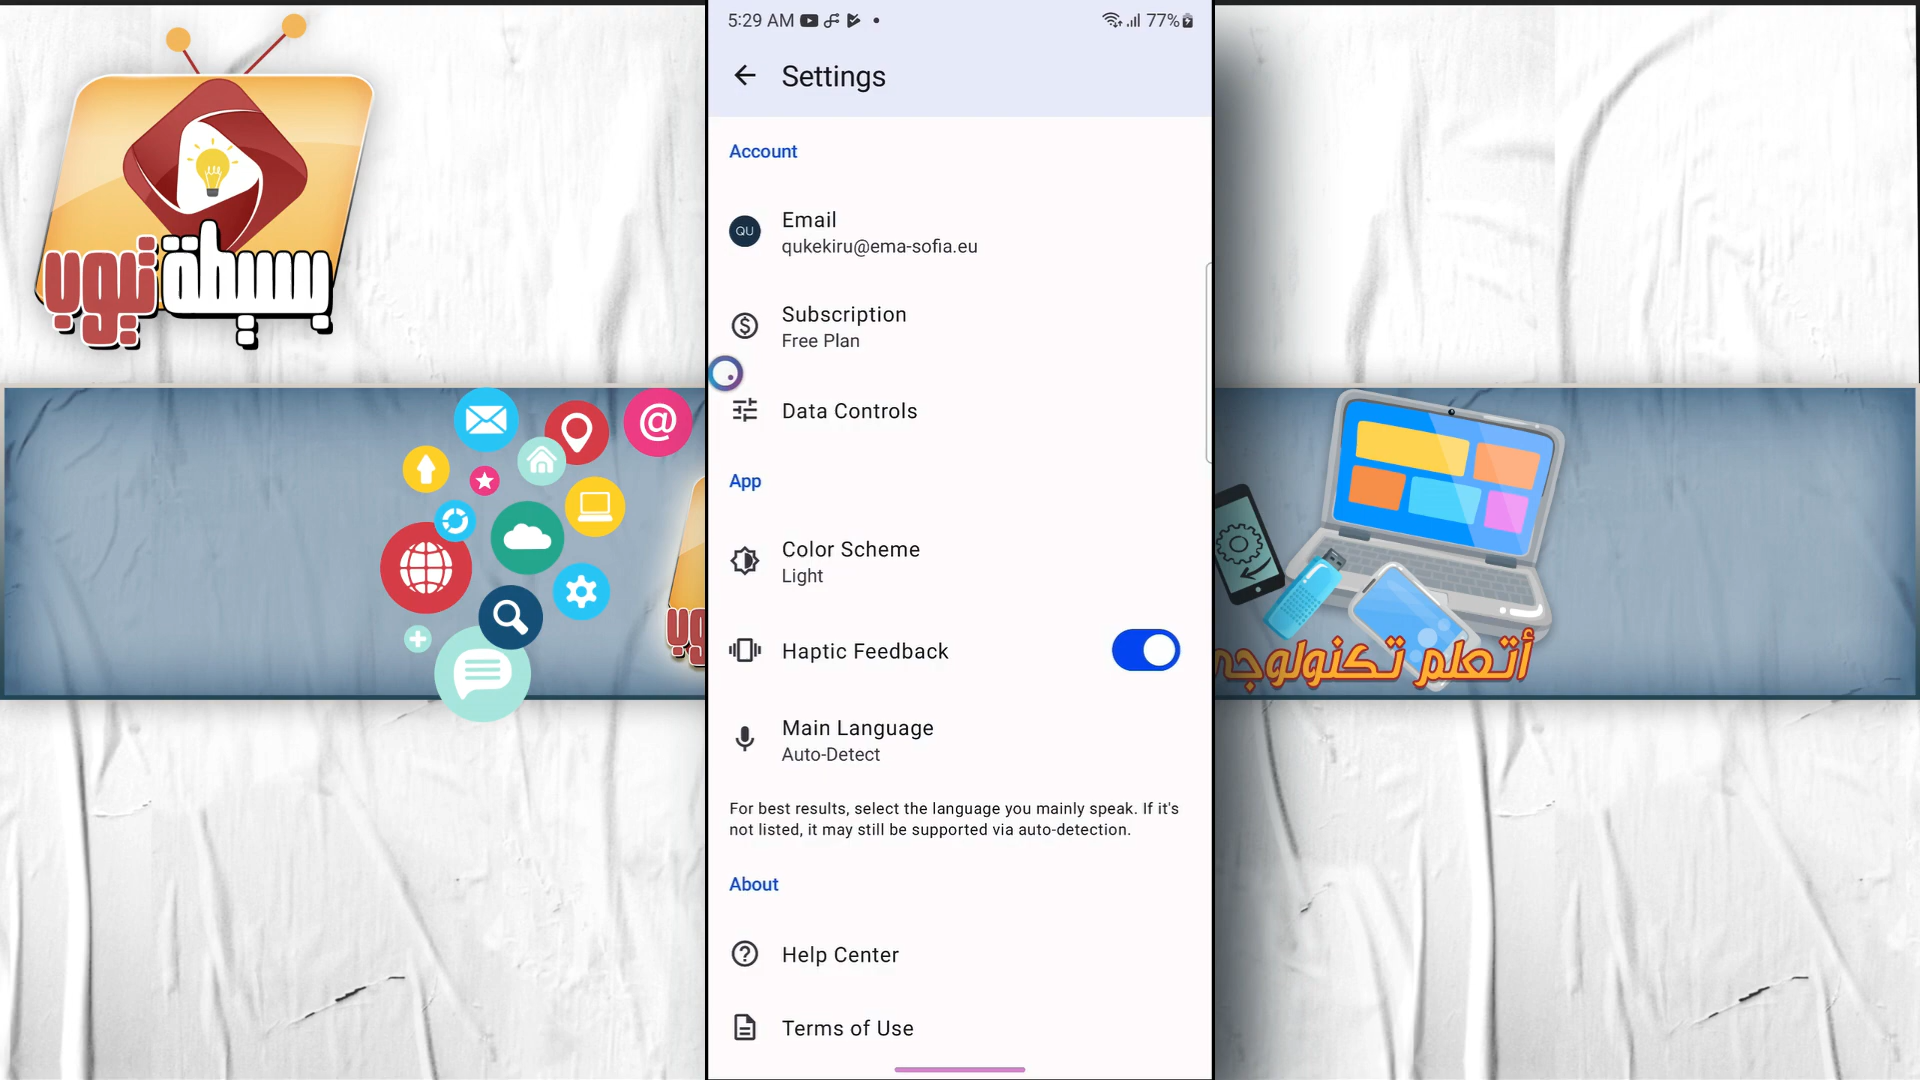 5:29 AM
77%
Settings
Account
QU
Email
qukekiru@ema-sofia.eu
Subscription
Free Plan
Data Controls
App
Color Scheme
Light
Haptic Feedback
Main Language
Auto-Detect
For best results, select the language you mainly speak. If it's
not listed, it may still be supported via auto-detection.
About
Help Center
Terms of Use
بسيطة تيوب
أتعلم تكنولوجي